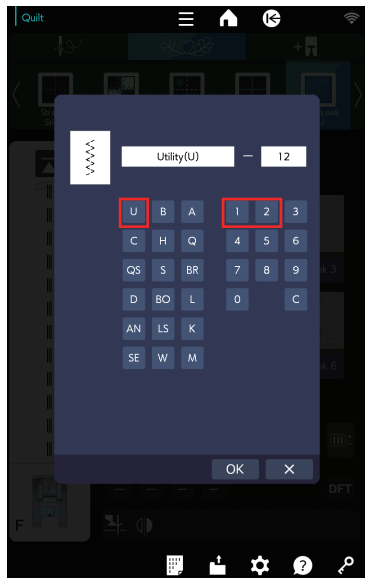 Quilt
Utility(U) — 12
U B A 1 2 3
C H Q 4 5 6
QS S BR 7 8 9
D BO L 0 C
AN LS K
SE W M
OK ×
DFT
F
?